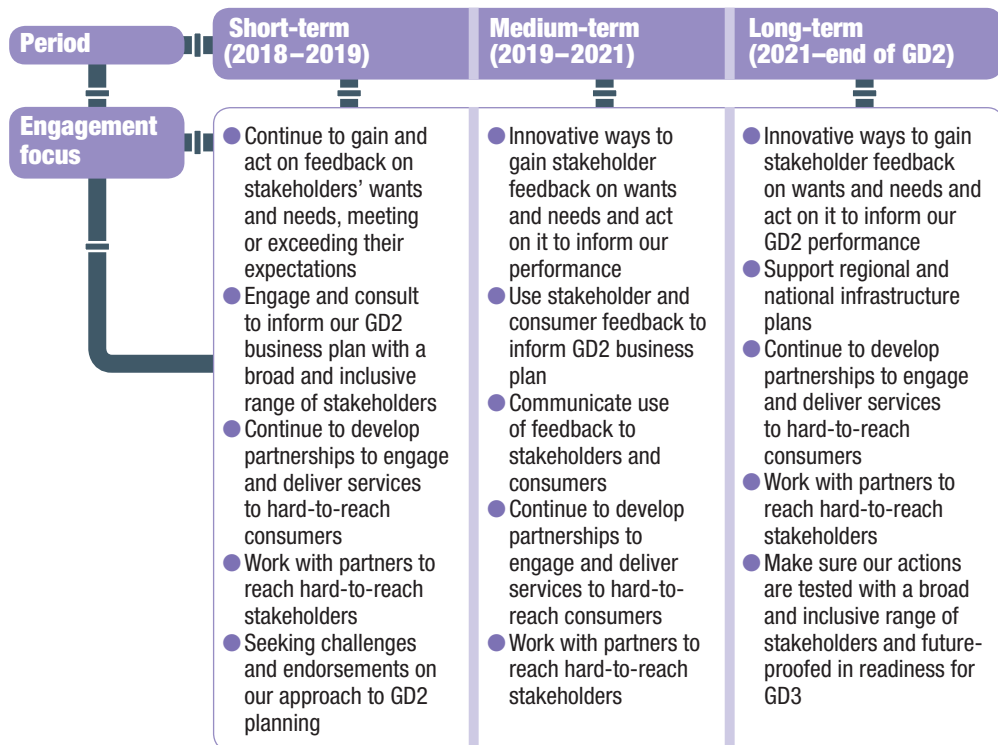 Period
Short-term
(2018–2019)
Medium-term
(2019–2021)
Long-term
(2021–end of GD2)
Engagement
focus
● Continue to gain and
act on feedback on
stakeholders’ wants
and needs, meeting
or exceeding their
expectations
● Engage and consult
to inform our GD2
business plan with a
broad and inclusive
range of stakeholders
● Continue to develop
partnerships to engage
and deliver services
to hard-to-reach
consumers
● Work with partners to
reach hard-to-reach
stakeholders
● Seeking challenges
and endorsements on
our approach to GD2
planning
● Innovative ways to
gain stakeholder
feedback on wants
and needs and act
on it to inform our
performance
● Use stakeholder and
consumer feedback to
inform GD2 business
plan
● Communicate use
of feedback to
stakeholders and
consumers
● Continue to develop
partnerships to
engage and deliver
services to hard-to-
reach consumers
● Work with partners to
reach hard-to-reach
stakeholders
● Innovative ways to gain
stakeholder feedback
on wants and needs and
act on it to inform our
GD2 performance
● Support regional and
national infrastructure
plans
● Continue to develop
partnerships to engage
and deliver services
to hard-to-reach
consumers
● Work with partners to
reach hard-to-reach
stakeholders
● Make sure our actions
are tested with a broad
and inclusive range of
stakeholders and future-
proofed in readiness for
GD3